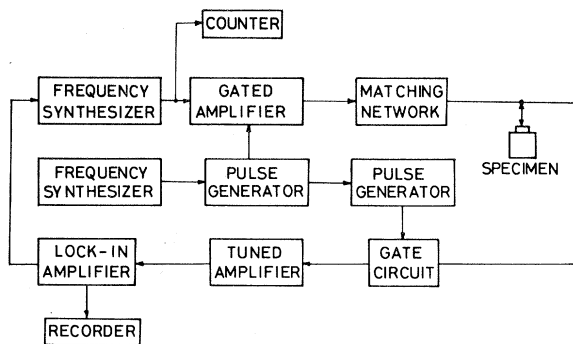 COUNTER
FREQUENCY
SYNTHESIZER
GATED
AMPLIFIER
MATCHING
NETWORK
SPECIMEN
FREQUENCY
SYNTHESIZER
PULSE
GENERATOR
PULSE
GENERATOR
LOCK-IN
AMPLIFIER
TUNED
AMPLIFIER
GATE
CIRCUIT
RECORDER